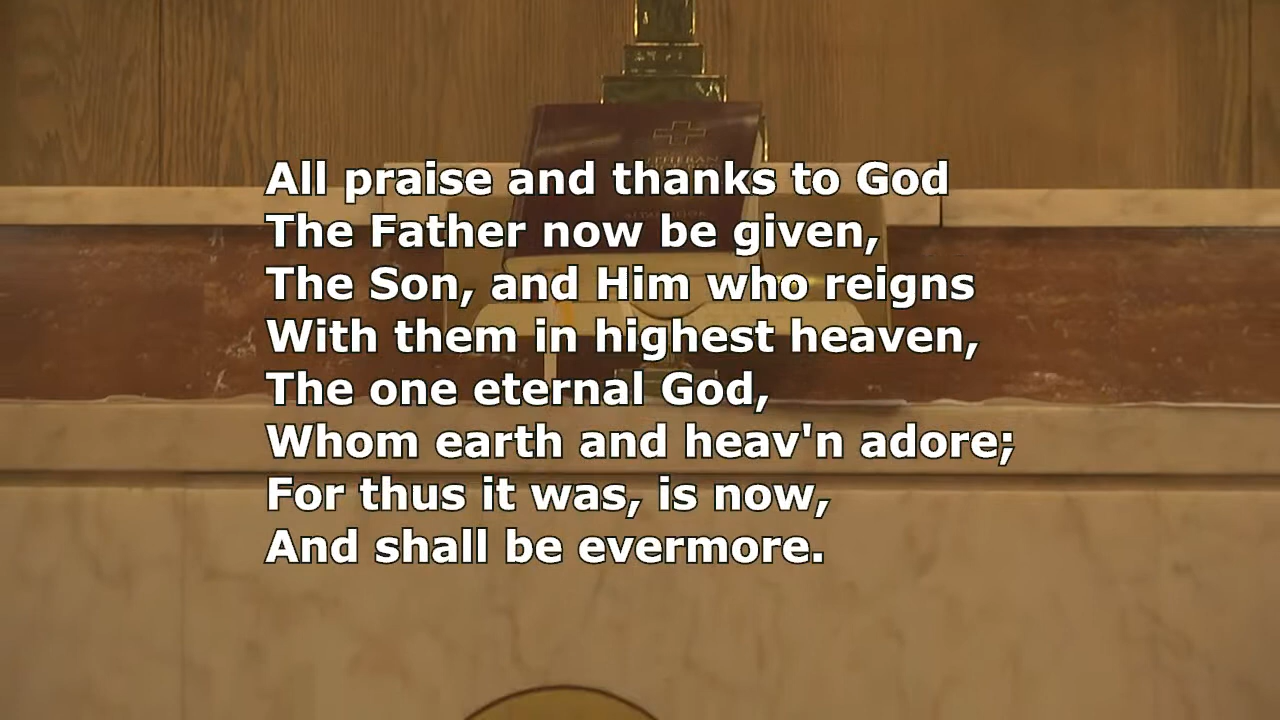 All praise and thanks to God
The Father now be given,
The Son, and Him who reigns
With them in highest heaven,
The one eternal God,
Whom earth and heav'n adore;
For thus it was, is now,
And shall be evermore.